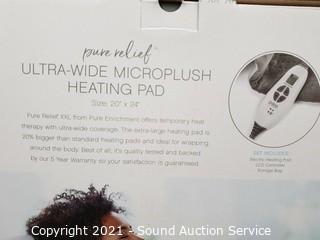 pure relief™
ULTRA-WIDE MICROPLUSH
HEATING PAD
Size: 20" x 24"
Pure Relief XXL from Pure Enrichment offers temporary heat
therapy with ultra-wide coverage. The extra-large heating pad is
20% bigger than standard heating pads and ideal for wrapping
around the body. Best of all, it's quality tested and backed
by our 5 Year Warranty so your satisfaction is guaranteed.
SET INCLUDES:
Electric Heating Pad
LCD Controller
Storage Bag
Copyright 2021 - Sound Auction Service